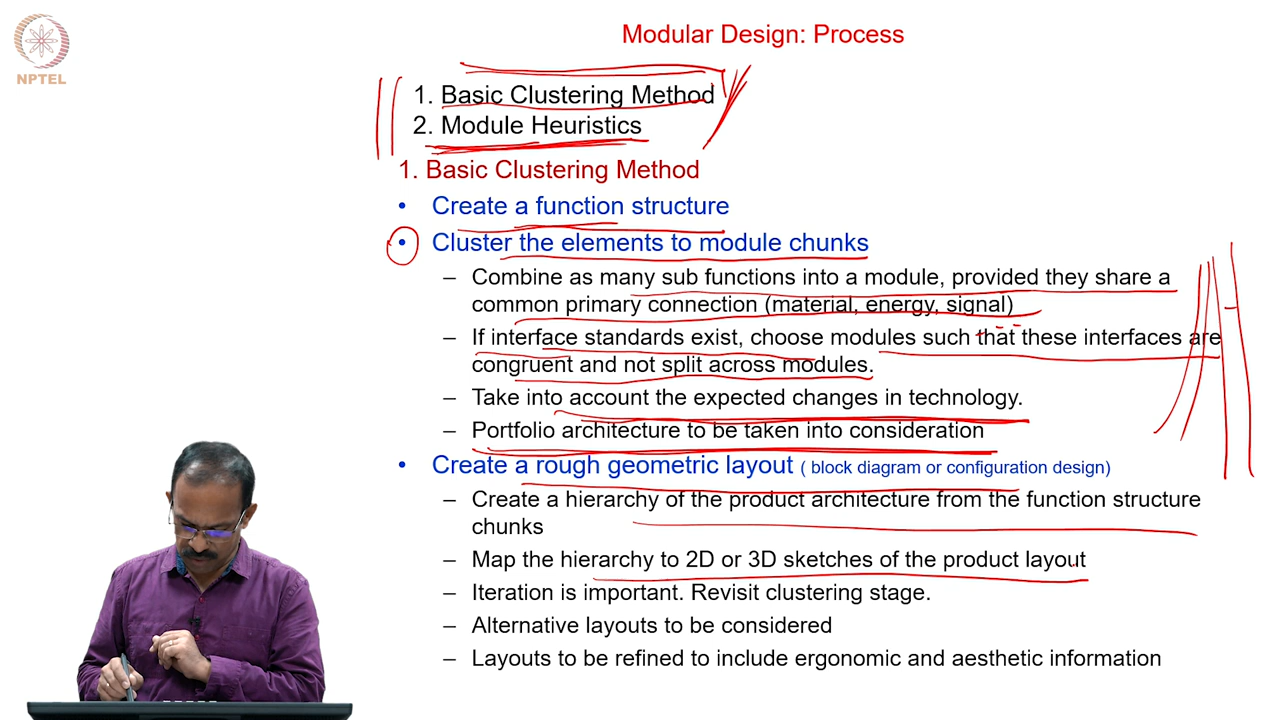 Modular Design: Process
NPTEL
1. Basic Clustering Method
2. Module Heuristics
1. Basic Clustering Method
• Create a function structure
• Cluster the elements to module chunks
– Combine as many sub functions into a module, provided they share a
common primary connection (material, energy, signal)
– If interface standards exist, choose modules such that these interfaces are
congruent and not split across modules.
– Take into account the expected changes in technology.
– Portfolio architecture to be taken into consideration
• Create a rough geometric layout ( block diagram or configuration design)
– Create a hierarchy of the product architecture from the function structure
chunks
– Map the hierarchy to 2D or 3D sketches of the product layout
– Iteration is important. Revisit clustering stage.
– Alternative layouts to be considered
– Layouts to be refined to include ergonomic and aesthetic information